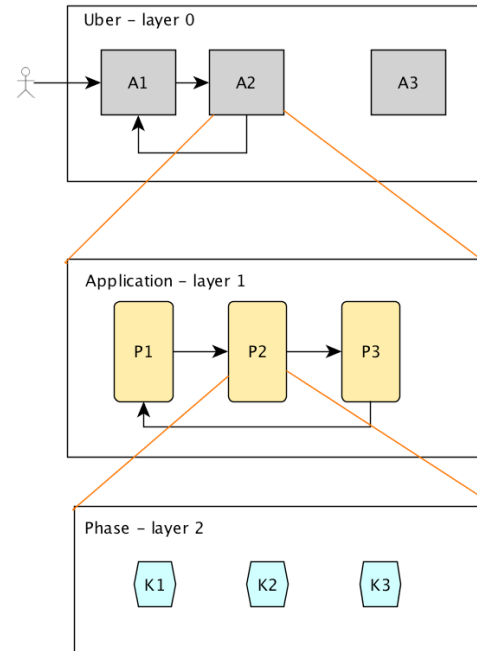 Uber – layer 0
A1
A2
A3
Application – layer 1
P1
P2
P3
Phase – layer 2
K1
K2
K3